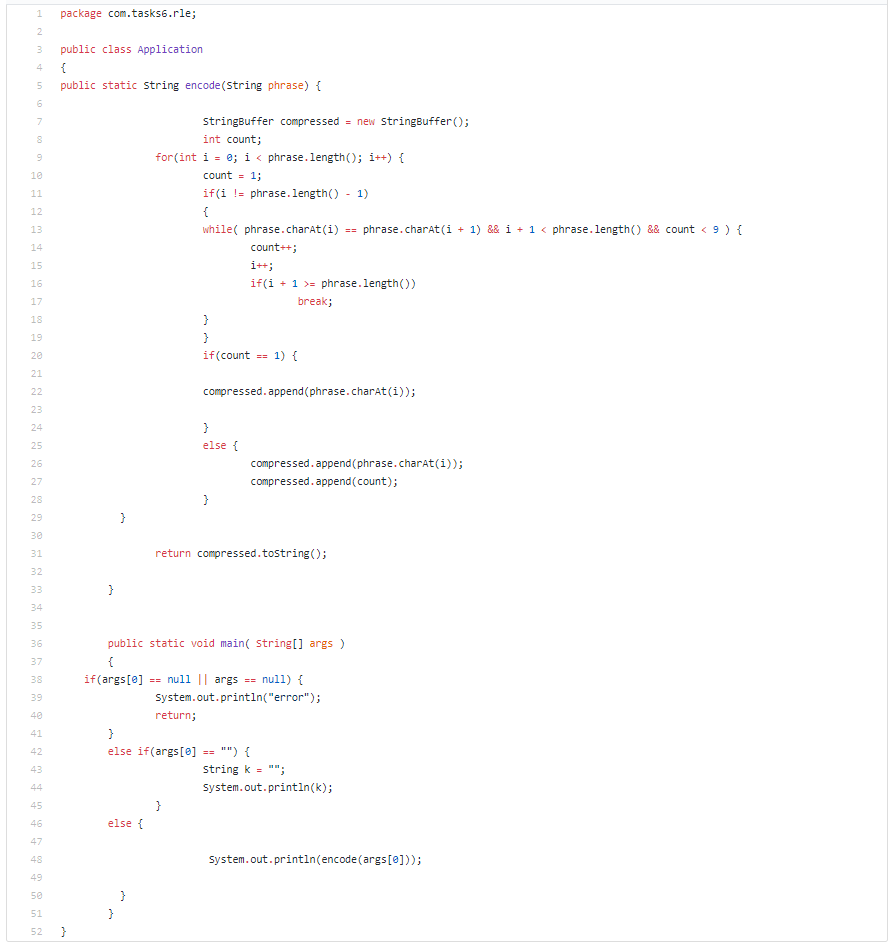 1 package com.tasks6.rle;
2
3 public class Application
4 {
5 public static String encode(String phrase) {
6
7 StringBuffer compressed = new StringBuffer();
8 int count;
9 for(int i = 0; i < phrase.length(); i++) {
10 count = 1;
11 if(i != phrase.length() - 1)
12 {
13 while( phrase.charAt(i) == phrase.charAt(i + 1) && i + 1 < phrase.length() && count < 9 ) {
14 count++;
15 i++;
16 if(i + 1 >= phrase.length())
17 break;
18 }
19 }
20 if(count == 1) {
21
22 compressed.append(phrase.charAt(i));
23
24 }
25 else {
26 compressed.append(phrase.charAt(i));
27 compressed.append(count);
28 }
29 }
30
31 return compressed.toString();
32
33 }
34
35
36 public static void main( String[] args )
37 {
38 if(args[0] == null || args == null) {
39 System.out.println("error");
40 return;
41 }
42 else if(args[0] == "") {
43 String k = "";
44 System.out.println(k);
45 }
46 else {
47
48 System.out.println(encode(args[0]));
49
50 }
51 }
52 }